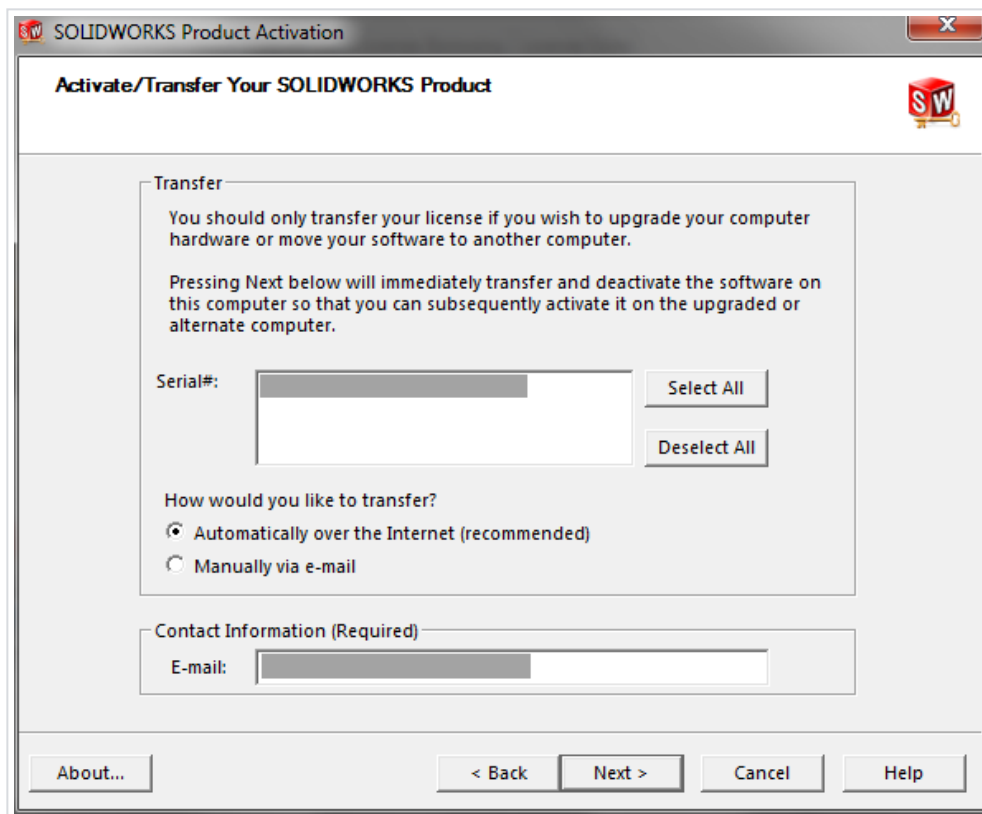 SOLIDWORKS Product Activation
Activate/Transfer Your SOLIDWORKS Product
SW
Transfer
You should only transfer your license if you wish to upgrade your computer
hardware or move your software to another computer.
Pressing Next below will immediately transfer and deactivate the software on
this computer so that you can subsequently activate it on the upgraded or
alternate computer.
Serial#:
Select All
Deselect All
How would you like to transfer?
Automatically over the Internet (recommended)
Manually via e-mail
Contact Information (Required)
E-mail:
About...
< Back
Next >
Cancel
Help